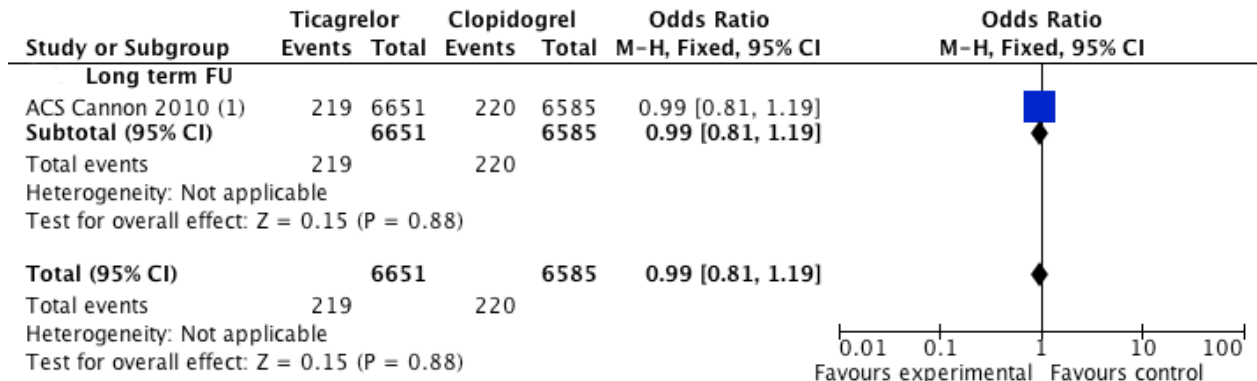 Ticagrelor Clopidogrel Odds Ratio Odds Ratio
Study or Subgroup Events Total Events Total M-H, Fixed, 95% CI M-H, Fixed, 95% CI
Long term FU
ACS Cannon 2010 (1) 219 6651 220 6585 0.99 [0.81, 1.19]
Subtotal (95% CI) 6651 6585 0.99 [0.81, 1.19]
Total events 219 220
Heterogeneity: Not applicable
Test for overall effect: Z = 0.15 (P = 0.88)
Total (95% CI) 6651 6585 0.99 [0.81, 1.19]
Total events 219 220
Heterogeneity: Not applicable
Test for overall effect: Z = 0.15 (P = 0.88)
0.01 0.1 1 10 100
Favours experimental Favours control